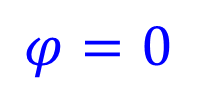 φ = 0